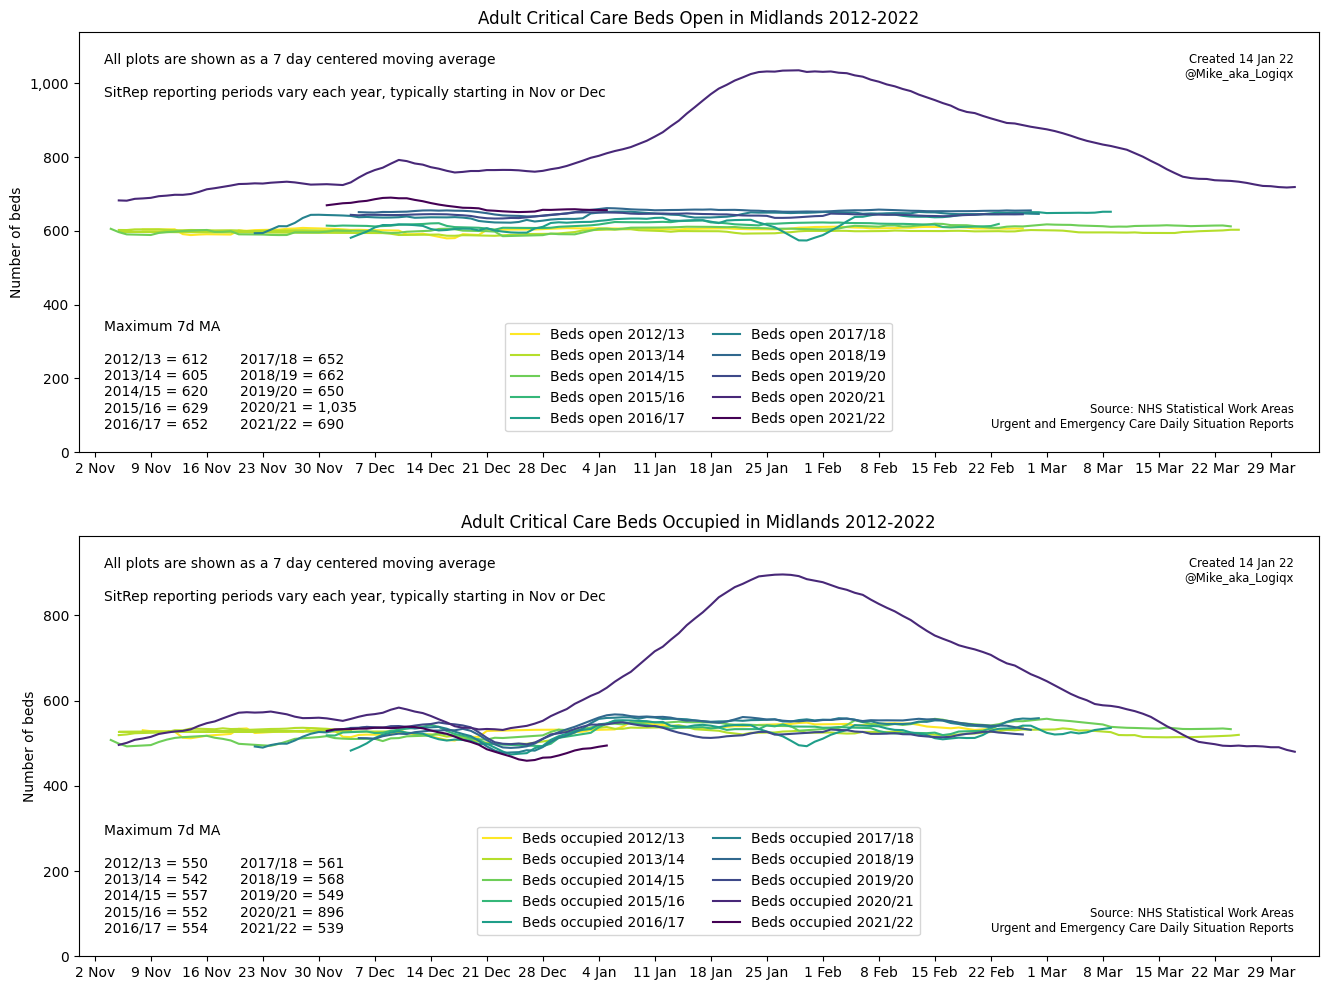 Adult Critical Care Beds Open in Midlands 2012-2022
All plots are shown as a 7 day centered moving average
SitRep reporting periods vary each year, typically starting in Nov or Dec
Created 14 Jan 22
@Mike_aka_Logiqx
Number of beds
1,000
800
600
400
200
0
Maximum 7d MA
2012/13 = 612 2017/18 = 652
2013/14 = 605 2018/19 = 662
2014/15 = 620 2019/20 = 650
2015/16 = 629 2020/21 = 1,035
2016/17 = 652 2021/22 = 690
Beds open 2012/13 Beds open 2017/18
Beds open 2013/14 Beds open 2018/19
Beds open 2014/15 Beds open 2019/20
Beds open 2015/16 Beds open 2020/21
Beds open 2016/17 Beds open 2021/22
Source: NHS Statistical Work Areas
Urgent and Emergency Care Daily Situation Reports
2 Nov 9 Nov 16 Nov 23 Nov 30 Nov 7 Dec 14 Dec 21 Dec 28 Dec 4 Jan 11 Jan 18 Jan 25 Jan 1 Feb 8 Feb 15 Feb 22 Feb 1 Mar 8 Mar 15 Mar 22 Mar 29 Mar
Adult Critical Care Beds Occupied in Midlands 2012-2022
All plots are shown as a 7 day centered moving average
SitRep reporting periods vary each year, typically starting in Nov or Dec
Created 14 Jan 22
@Mike_aka_Logiqx
Number of beds
800
600
400
200
0
Maximum 7d MA
2012/13 = 550 2017/18 = 561
2013/14 = 542 2018/19 = 568
2014/15 = 557 2019/20 = 549
2015/16 = 552 2020/21 = 896
2016/17 = 554 2021/22 = 539
Beds occupied 2012/13 Beds occupied 2017/18
Beds occupied 2013/14 Beds occupied 2018/19
Beds occupied 2014/15 Beds occupied 2019/20
Beds occupied 2015/16 Beds occupied 2020/21
Beds occupied 2016/17 Beds occupied 2021/22
Source: NHS Statistical Work Areas
Urgent and Emergency Care Daily Situation Reports
2 Nov 9 Nov 16 Nov 23 Nov 30 Nov 7 Dec 14 Dec 21 Dec 28 Dec 4 Jan 11 Jan 18 Jan 25 Jan 1 Feb 8 Feb 15 Feb 22 Feb 1 Mar 8 Mar 15 Mar 22 Mar 29 Mar